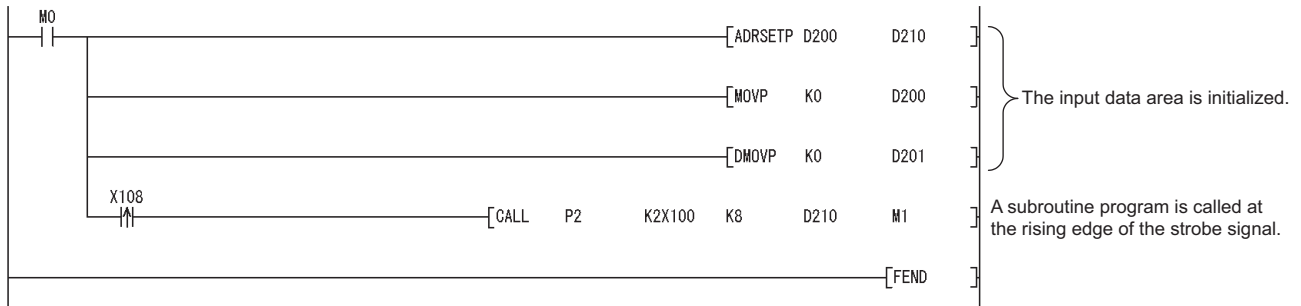 M0
ADRSETP D200 D210
MOVP K0 D200
The input data area is initialized.
DMOVP K0 D201
X108
CALL P2 K2X100 K8 D210 M1
A subroutine program is called at
the rising edge of the strobe signal.
FEND